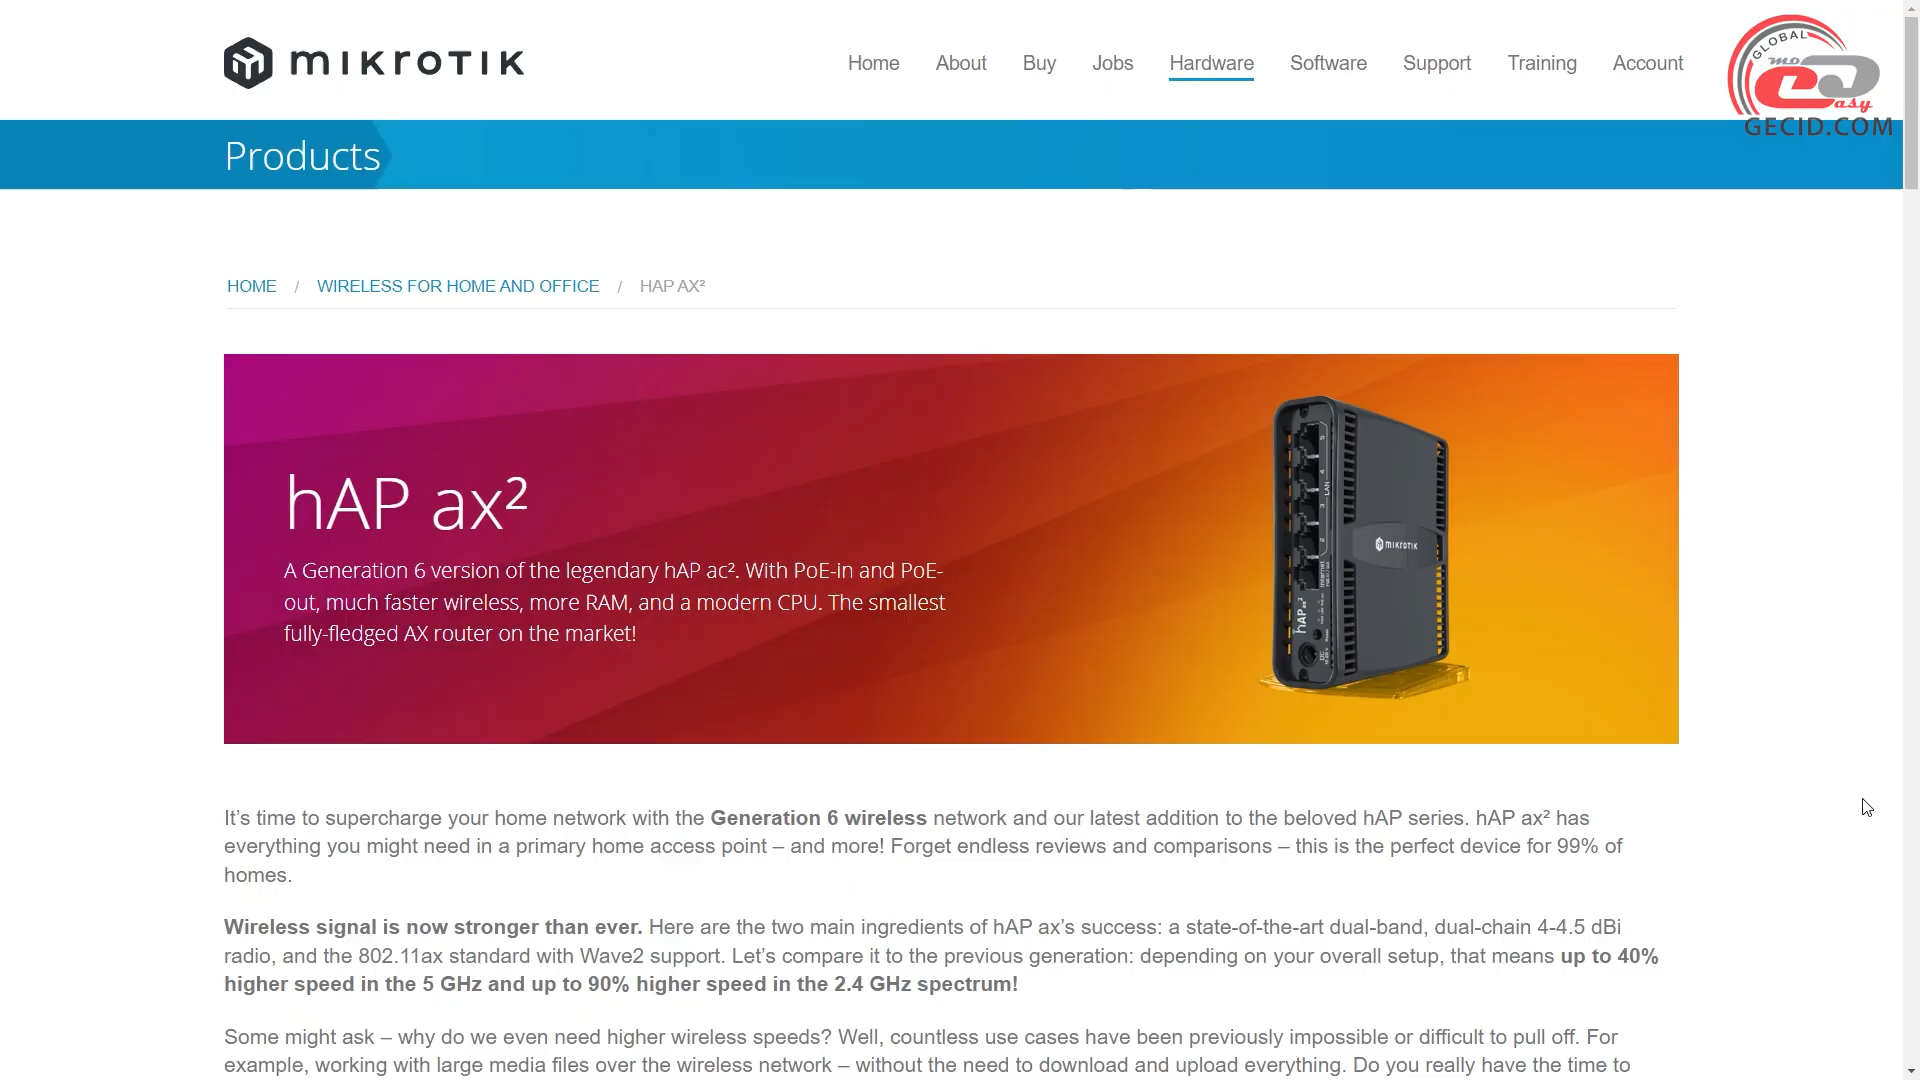 mikrotik
Home About Buy Jobs Hardware Software Support Training Account
GLOBAL
mo
asy
GECID.COM
Products
HOME / WIRELESS FOR HOME AND OFFICE / HAP AX²
hAP ax²
A Generation 6 version of the legendary hAP ac². With PoE-in and PoE-
out, much faster wireless, more RAM, and a modern CPU. The smallest
fully-fledged AX router on the market!
5
4
LAN
3
2
Internet
hAP ax²
mikrotik
It’s time to supercharge your home network with the Generation 6 wireless network and our latest addition to the beloved hAP series. hAP ax² has
everything you might need in a primary home access point – and more! Forget endless reviews and comparisons – this is the perfect device for 99% of
homes.
Wireless signal is now stronger than ever. Here are the two main ingredients of hAP ax’s success: a state-of-the-art dual-band, dual-chain 4-4.5 dBi
radio, and the 802.11ax standard with Wave2 support. Let’s compare it to the previous generation: depending on your overall setup, that means up to 40%
higher speed in the 5 GHz and up to 90% higher speed in the 2.4 GHz spectrum!
Some might ask – why do we even need higher wireless speeds? Well, countless use cases have been previously impossible or difficult to pull off. For
example, working with large media files over the wireless network – without the need to download and upload everything. Do you really have the time to